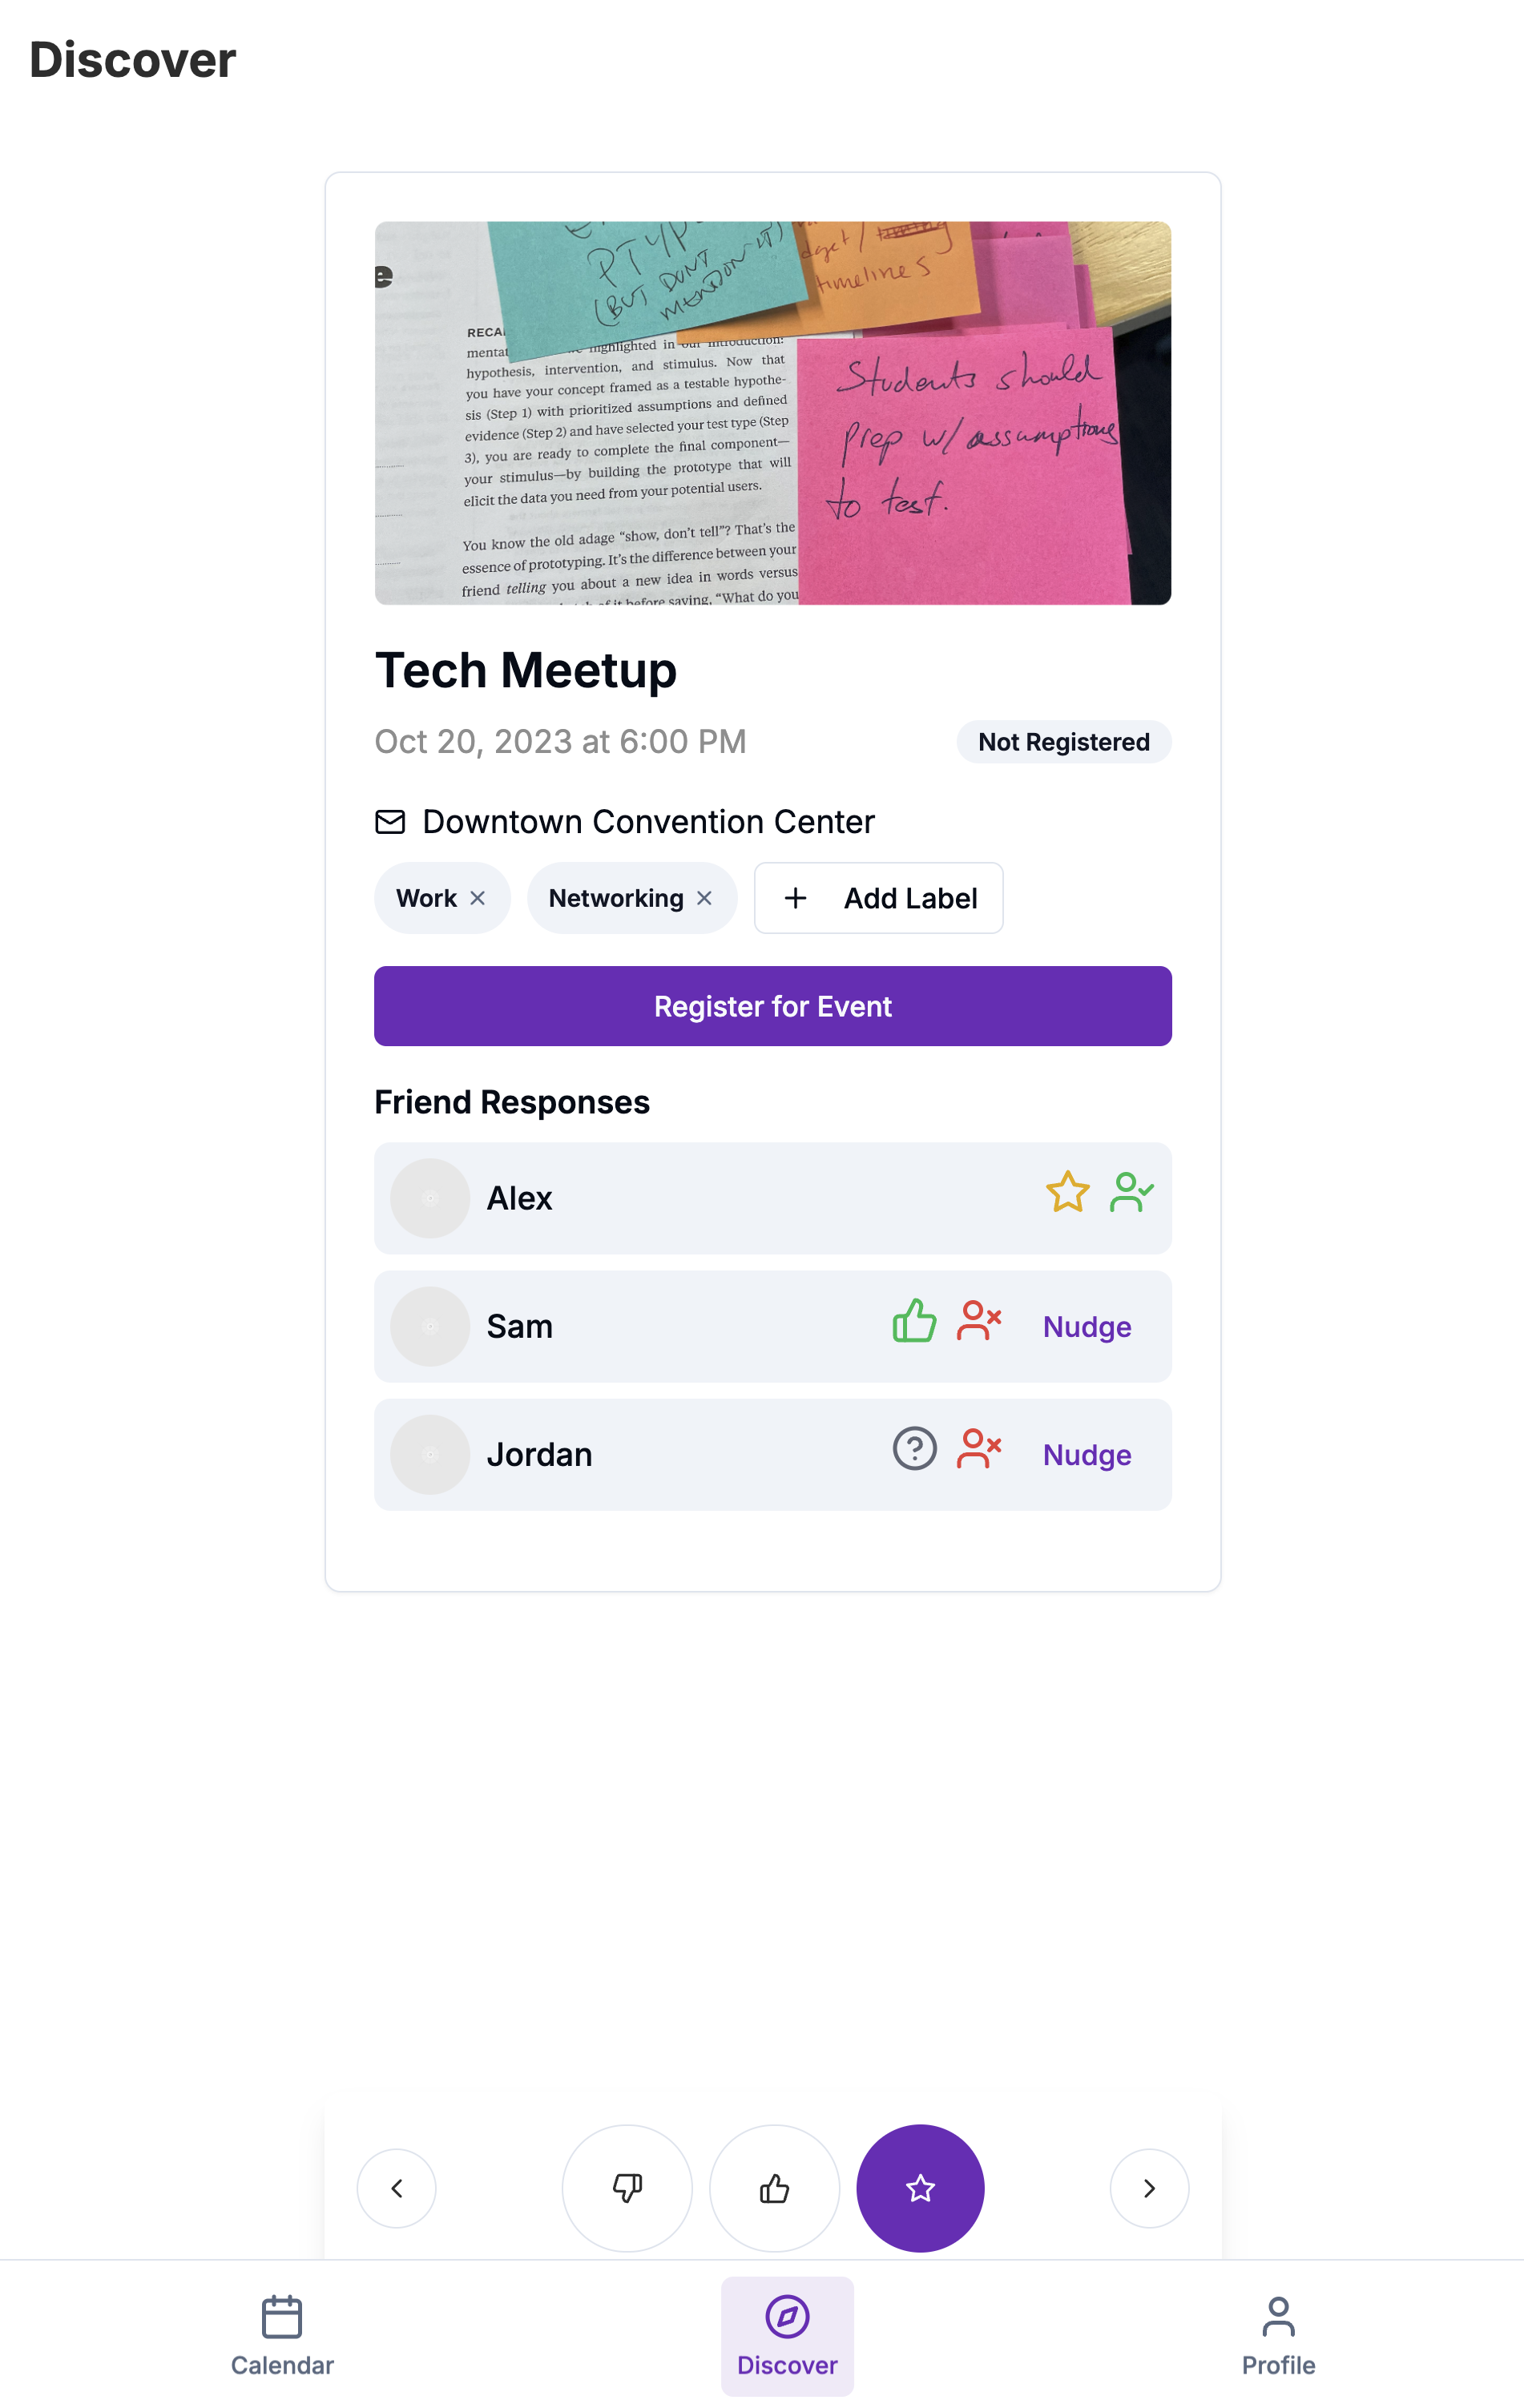 Discover
e
PTYP
(BUT DON'T
MENTION IT)
dget / timing
timelines
RECA
mentat
highlighted in our introduction:
hypothesis, intervention, and stimulus. Now that
you have your concept framed as a testable hypothe-
sis (Step 1) with prioritized assumptions and defined
evidence (Step 2) and have selected your test type (Step
3), you are ready to complete the final component—
your stimulus—by building the prototype that will
elicit the data you need from your potential users.
You know the old adage “show, don’t tell”? That’s the
essence of prototyping. It’s the difference between your
friend telling you about a new idea in words versus
of it before saying, “What do you
Students should
prep w/ assumptions
to test.
Tech Meetup
Oct 20, 2023 at 6:00 PM
Not Registered
Downtown Convention Center
Work
Networking
Add Label
Register for Event
Friend Responses
Alex
Sam
Nudge
Jordan
Nudge
Calendar
Discover
Profile